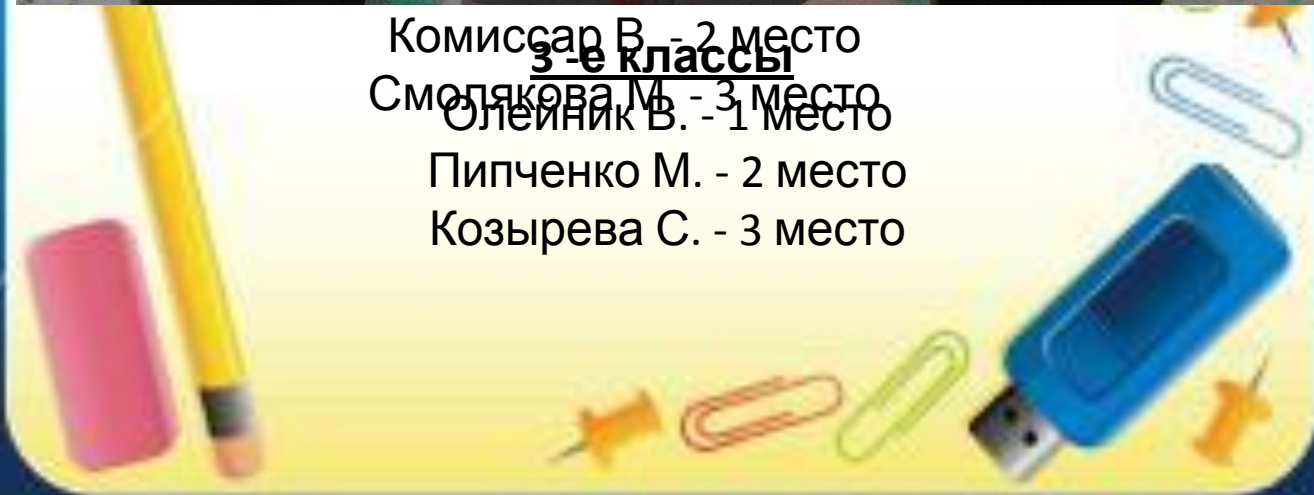 Комиссар В. - 2 место
3 -е классы
Смолякова М. - 3 место
Олейник В. - 1 место
Пипченко М. - 2 место
Козырева С. - 3 место